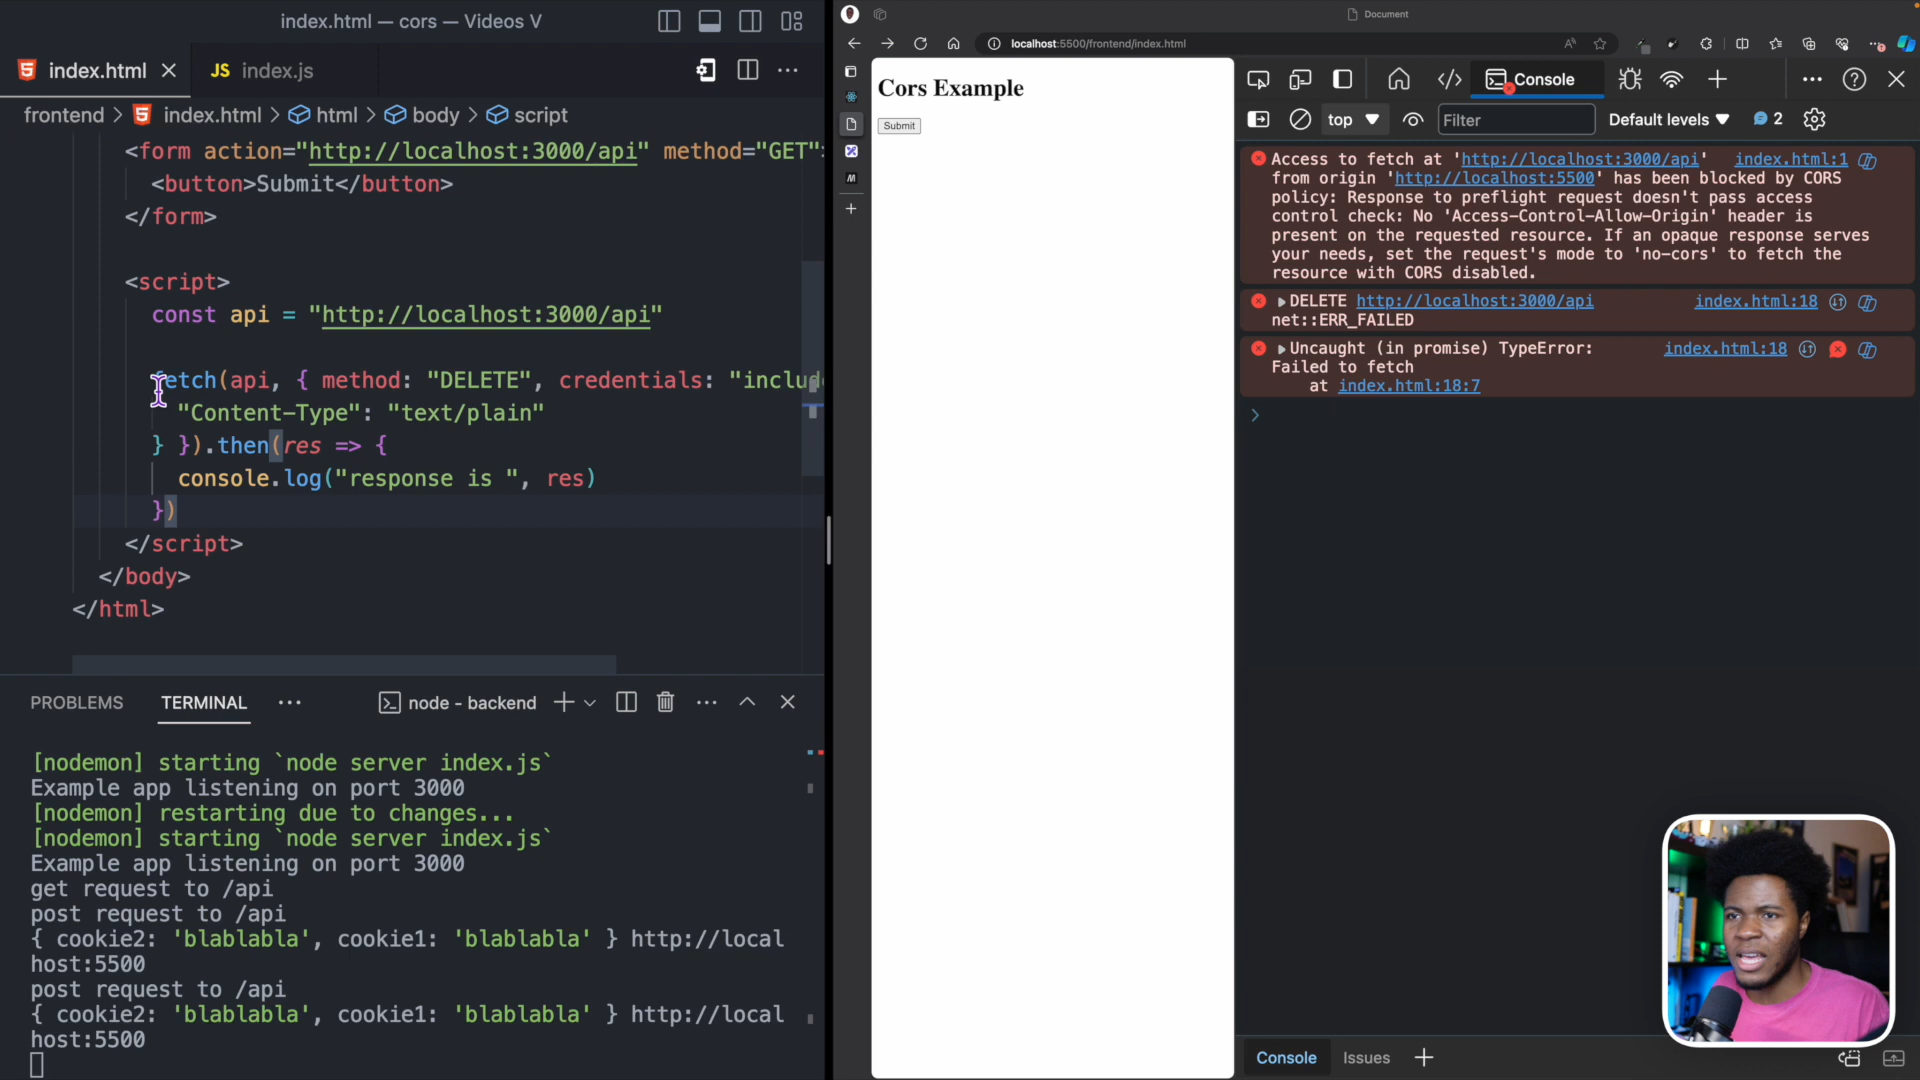 index.html — cors — Videos V
index.html
JS index.js
frontend > index.html > html > body > script
<form action="http://localhost:3000/api" method="GET">
<button>Submit</button>
</form>
<script>
const api = "http://localhost:3000/api"
fetch(api, { method: "DELETE", credentials: "includ
"Content-Type": "text/plain"
} }).then(res => {
console.log("response is ", res)
})
</script>
</body>
</html>
PROBLEMS TERMINAL node - backend
[nodemon] starting `node server index.js`
Example app listening on port 3000
[nodemon] restarting due to changes...
[nodemon] starting `node server index.js`
Example app listening on port 3000
get request to /api
post request to /api
{ cookie2: 'blablabla', cookie1: 'blablabla' } http://local
host:5500
post request to /api
{ cookie2: 'blablabla', cookie1: 'blablabla' } http://local
host:5500
Document
localhost:5500/frontend/index.html
Cors Example
Submit
Console
top Filter Default levels 2
Access to fetch at 'http://localhost:3000/api' index.html:1
from origin 'http://localhost:5500' has been blocked by CORS
policy: Response to preflight request doesn't pass access
control check: No 'Access-Control-Allow-Origin' header is
present on the requested resource. If an opaque response serves
your needs, set the request's mode to 'no-cors' to fetch the
resource with CORS disabled.
DELETE http://localhost:3000/api index.html:18
net::ERR_FAILED
Uncaught (in promise) TypeError: index.html:18
Failed to fetch
at index.html:18:7
Console Issues